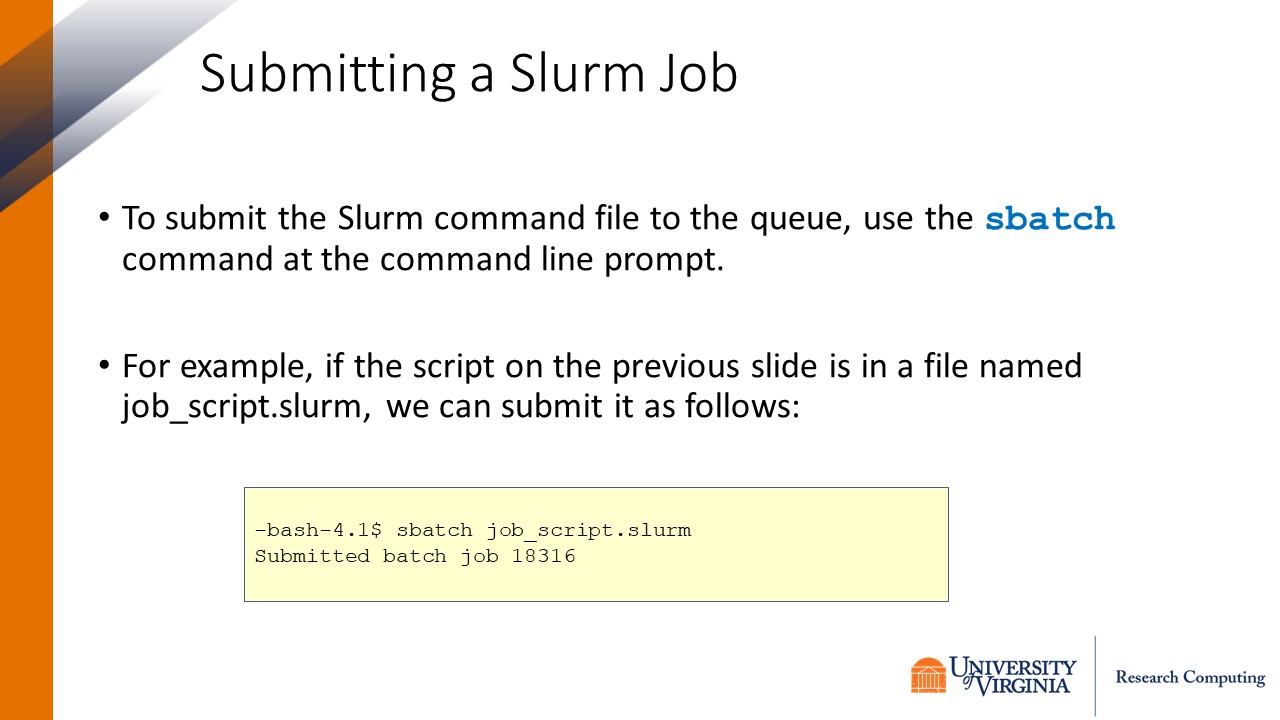 Submitting a Slurm Job
• To submit the Slurm command file to the queue, use the sbatch
command at the command line prompt.
• For example, if the script on the previous slide is in a file named
job_script.slurm, we can submit it as follows:
-bash-4.1$ sbatch job_script.slurm
Submitted batch job 18316
UNIVERSITY
of VIRGINIA
Research Computing